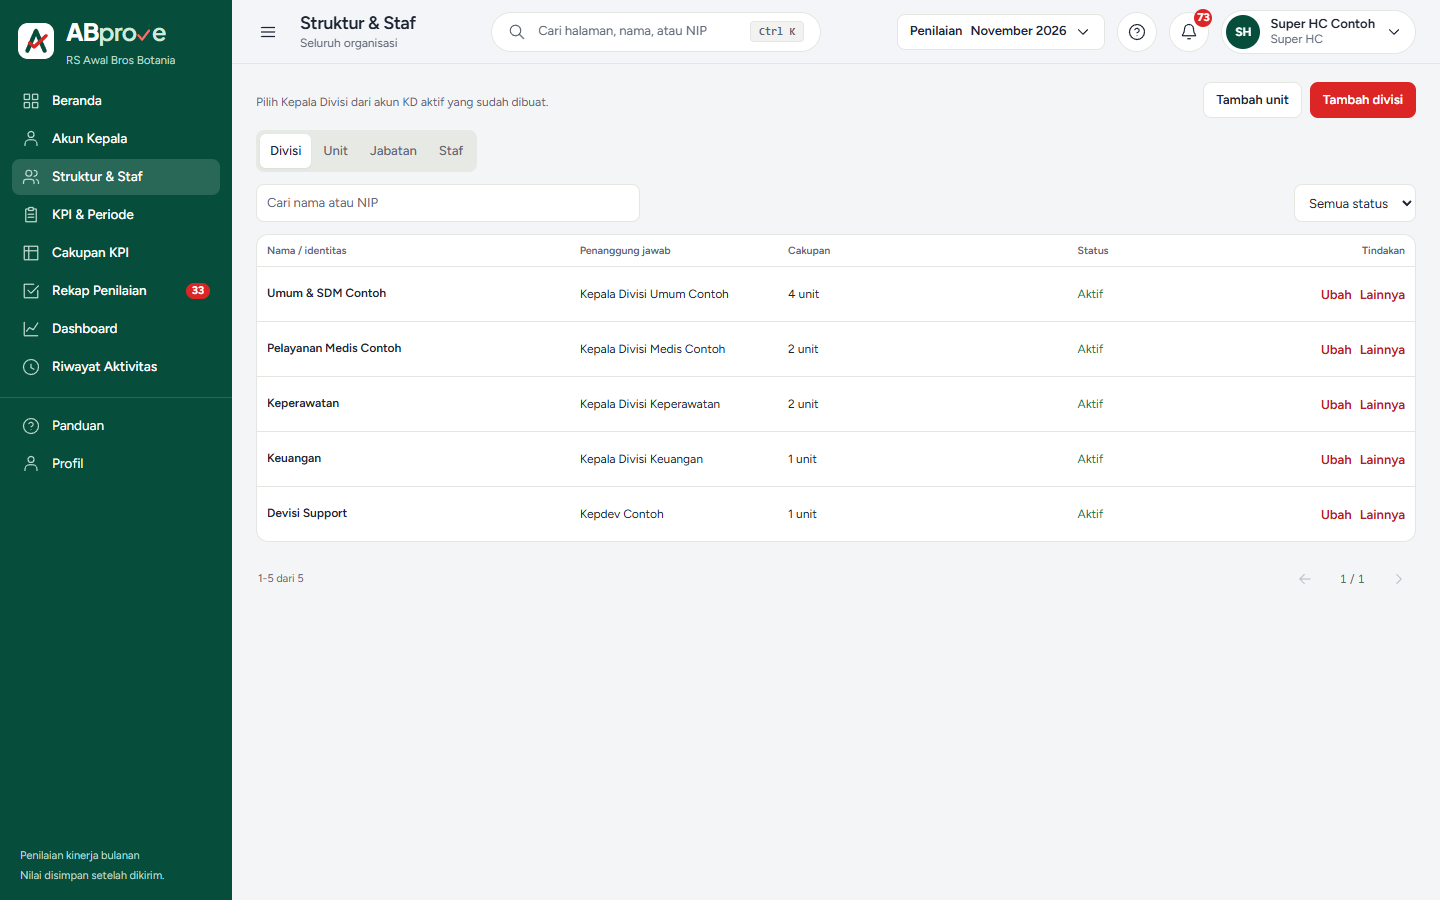 ABprove
RS Awal Bros Botania
Beranda
Akun Kepala
Struktur & Staf
KPI & Periode
Cakupan KPI
Rekap Penilaian 33
Dashboard
Riwayat Aktivitas
Panduan
Profil
Penilaian kinerja bulanan
Nilai disimpan setelah dikirim.
Struktur & Staf
Seluruh organisasi
Cari halaman, nama, atau NIP Ctrl K
Penilaian November 2026
73
SH
Super HC Contoh
Super HC
Pilih Kepala Divisi dari akun KD aktif yang sudah dibuat.
Tambah unit Tambah divisi
Divisi Unit Jabatan Staf
Cari nama atau NIP Semua status
Nama / identitas Penanggung jawab Cakupan Status Tindakan
Umum & SDM Contoh Kepala Divisi Umum Contoh 4 unit Aktif Ubah Lainnya
Pelayanan Medis Contoh Kepala Divisi Medis Contoh 2 unit Aktif Ubah Lainnya
Keperawatan Kepala Divisi Keperawatan 2 unit Aktif Ubah Lainnya
Keuangan Kepala Divisi Keuangan 1 unit Aktif Ubah Lainnya
Devisi Support Kepdev Contoh 1 unit Aktif Ubah Lainnya
1-5 dari 5 1 / 1